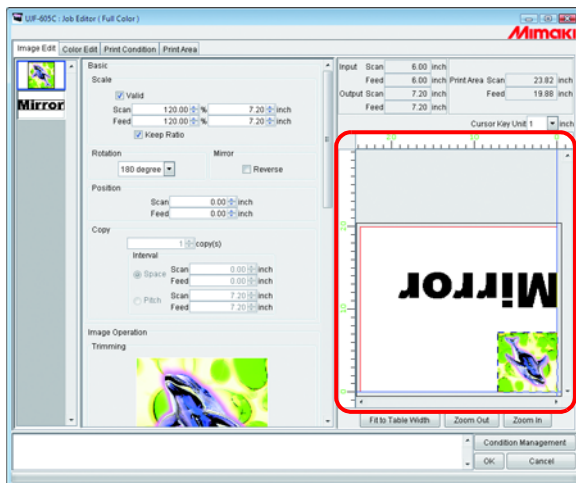 UJF-605C : Job Editor ( Full Color )
Mimaki
Image Edit Color Edit Print Condition Print Area
Mirror
Basic
Scale
Valid
Scan 120.00 % 7.20 inch
Feed 120.00 % 7.20 inch
Keep Ratio
Rotation Mirror
180 degree Reverse
Position
Scan 0.00 inch
Feed 0.00 inch
Copy
1 copy(s)
Interval
Space Scan 0.00 inch
Feed 0.00 inch
Pitch Scan 7.20 inch
Feed 7.20 inch
Image Operation
Trimming
Input Scan 6.00 inch
Feed 6.00 inch Print Area Scan 23.82 inch
Output Scan 7.20 inch Feed 19.88 inch
Feed 7.20 inch
Cursor Key Unit 1 inch
20 10 0
20
10
0
Mirror
Fit to Table Width Zoom Out Zoom In
Condition Management
OK Cancel